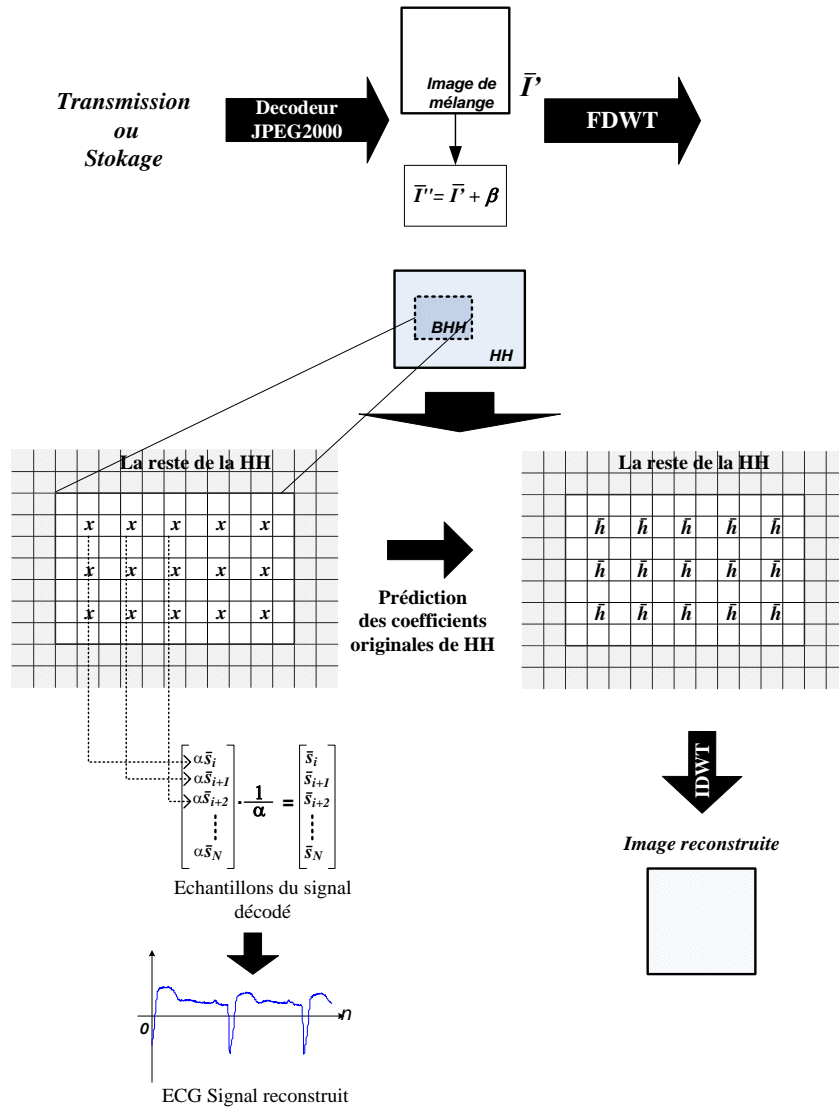 Transmission
ou
Stokage
Decodeur
JPEG2000
Image de
mélange
Ī'
FDWT
Ī''= Ī' + β
BHH
HH
La reste de la HH
x x x x x
x x x x x
x x x x x
Prédiction
des coefficients
originales de HH
La reste de la HH
h̄ h̄ h̄ h̄ h̄
h̄ h̄ h̄ h̄ h̄
h̄ h̄ h̄ h̄ h̄
αs̄i
αs̄i+1
αs̄i+2
⋮
αs̄N
· 1/α =
s̄i
s̄i+1
s̄i+2
⋮
s̄N
Echantillons du signal
décodé
IDWT
Image reconstruite
0
n
ECG Signal reconstruit